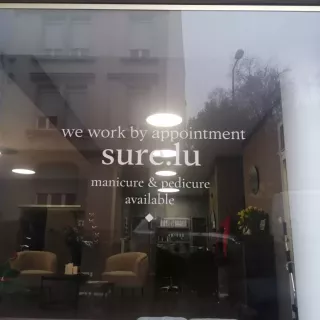 we work by appointment
sure.lu
manicure & pedicure
available